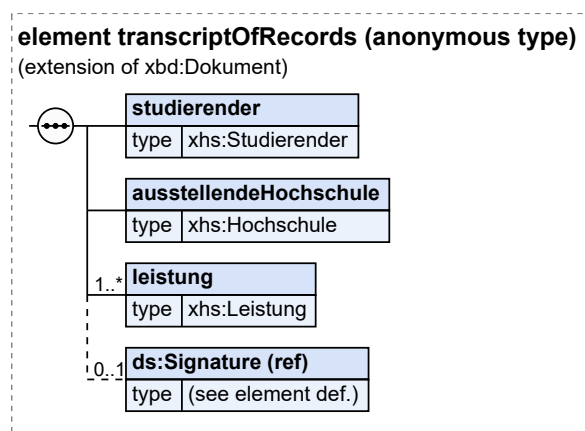 element transcriptOfRecords (anonymous type)
(extension of xbd:Dokument)
studierender
type xhs:Studierender
ausstellendeHochschule
type xhs:Hochschule
1..* leistung
type xhs:Leistung
0..1 ds:Signature (ref)
type (see element def.)